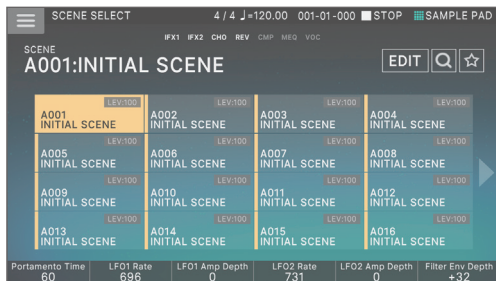 SCENE SELECT 4 / 4 ♩=120.00 001-01-000 STOP SAMPLE PAD
IFX1 IFX2 CHO REV CMP MEQ VOC
SCENE
A001:INITIAL SCENE
EDIT
LEV:100 LEV:100 LEV:100 LEV:100
A001 A002 A003 A004
INITIAL SCENE INITIAL SCENE INITIAL SCENE INITIAL SCENE
LEV:100 LEV:100 LEV:100 LEV:100
A005 A006 A007 A008
INITIAL SCENE INITIAL SCENE INITIAL SCENE INITIAL SCENE
LEV:100 LEV:100 LEV:100 LEV:100
A009 A010 A011 A012
INITIAL SCENE INITIAL SCENE INITIAL SCENE INITIAL SCENE
LEV:100 LEV:100 LEV:100 LEV:100
A013 A014 A015 A016
INITIAL SCENE INITIAL SCENE INITIAL SCENE INITIAL SCENE
Portamento Time LFO1 Rate LFO1 Amp Depth LFO2 Rate LFO2 Amp Depth Filter Env Depth
60 696 0 731 0 +32